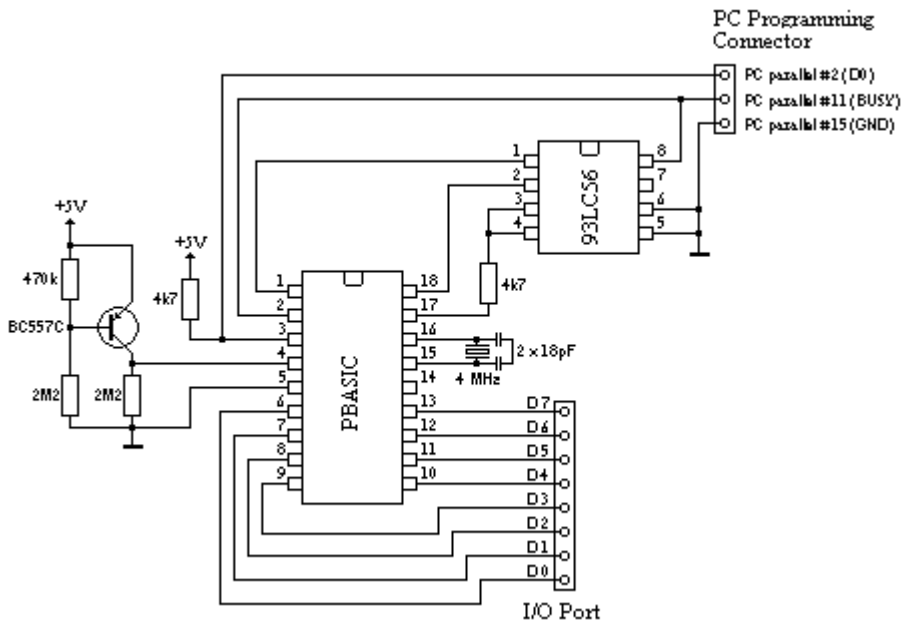 PC Programming
Connector
PC parallel #2 (D0)
PC parallel #11 (BUSY)
PC parallel #15 (GND)
1
2
3
4
93LC56
8
7
6
5
+5V
470k
BC557C
2M2
2M2
+5V
4k7
4k7
1
2
3
4
5
6
7
8
9
PBASIC
18
17
16
15
14
13
12
11
10
2 x 18pF
4 MHz
D7
D6
D5
D4
D3
D2
D1
D0
I/O Port